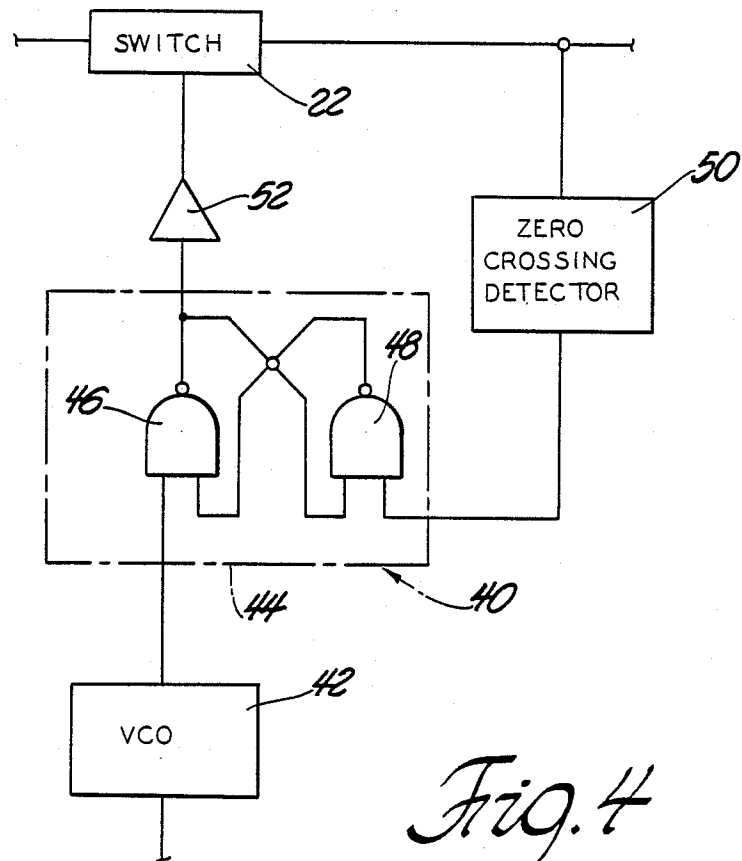 SWITCH
22
52
50
ZERO
CROSSING
DETECTOR
46
48
44
40
42
VCO
Fig. 4